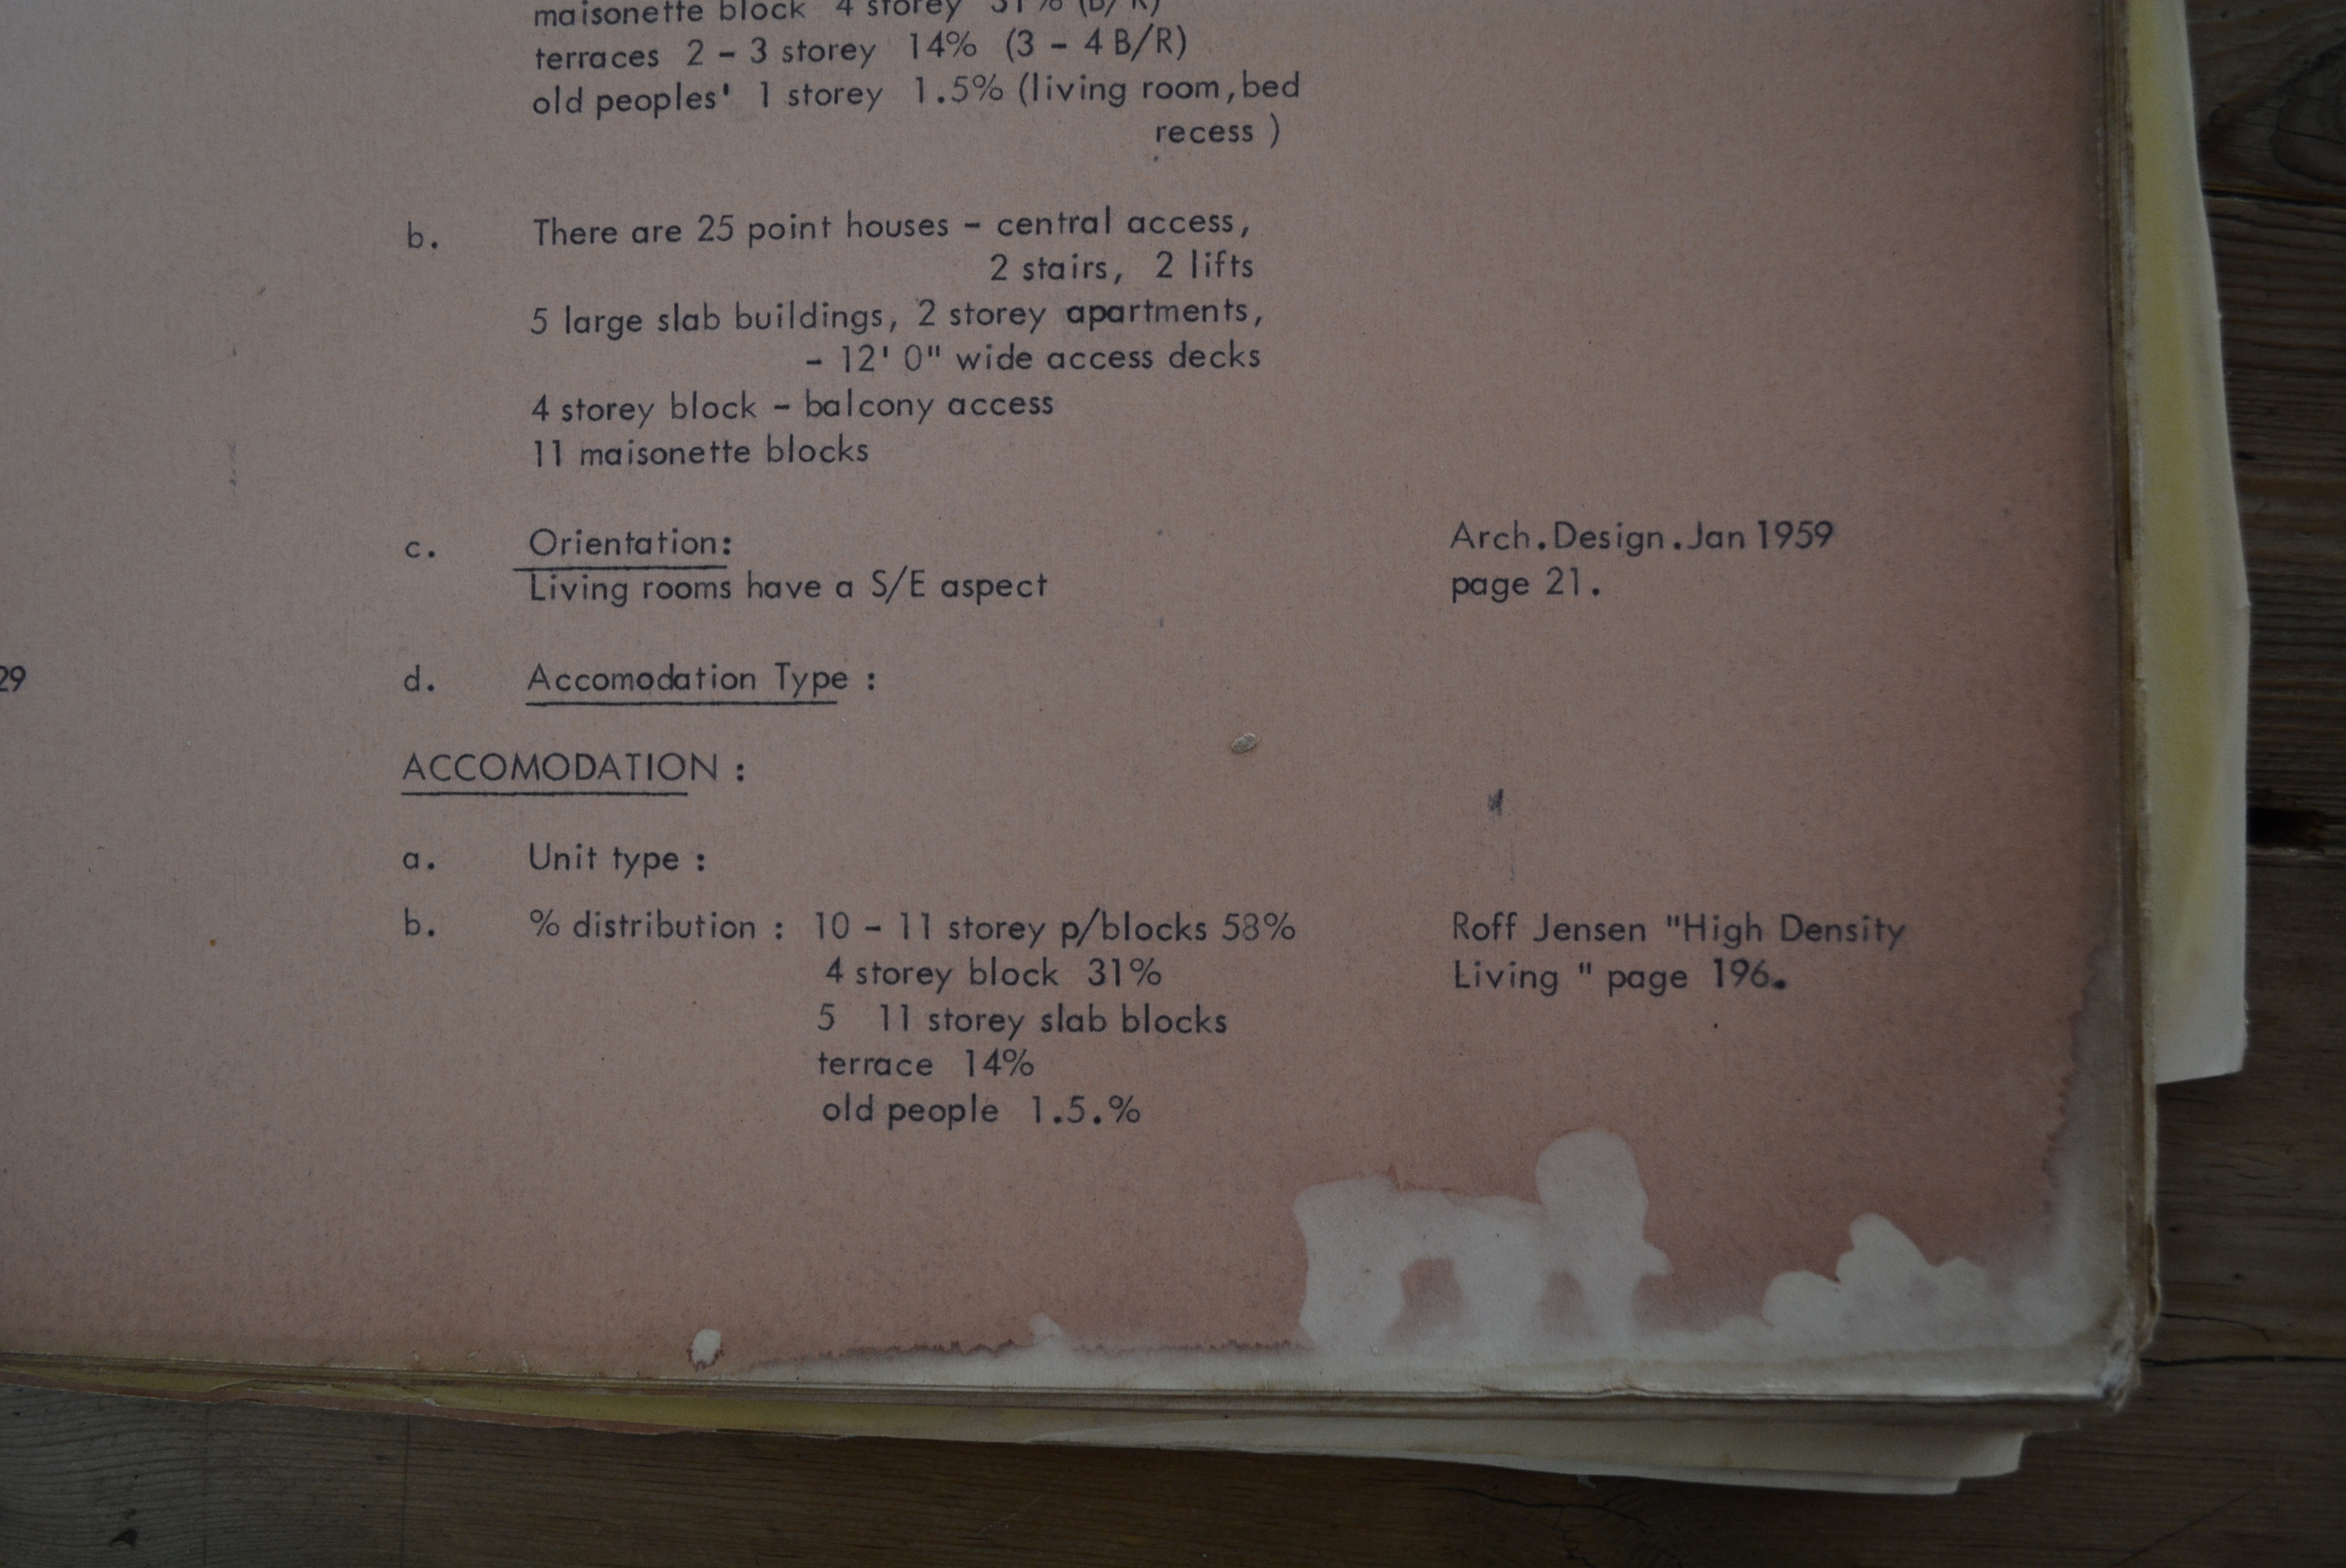 maisonette block 4 storey 31% (B/R)
terraces 2 - 3 storey 14% (3 - 4 B/R)
old peoples' 1 storey 1.5% (living room, bed
recess )
b. There are 25 point houses - central access,
2 stairs, 2 lifts
5 large slab buildings, 2 storey apartments,
- 12' 0" wide access decks
4 storey block - balcony access
11 maisonette blocks
c. Orientation: Arch.Design.Jan 1959
Living rooms have a S/E aspect page 21.
29 d. Accomodation Type :
ACCOMODATION :
a. Unit type :
b. % distribution : 10 - 11 storey p/blocks 58% Roff Jensen "High Density
4 storey block 31% Living " page 196.
5 11 storey slab blocks
terrace 14%
old people 1.5.%